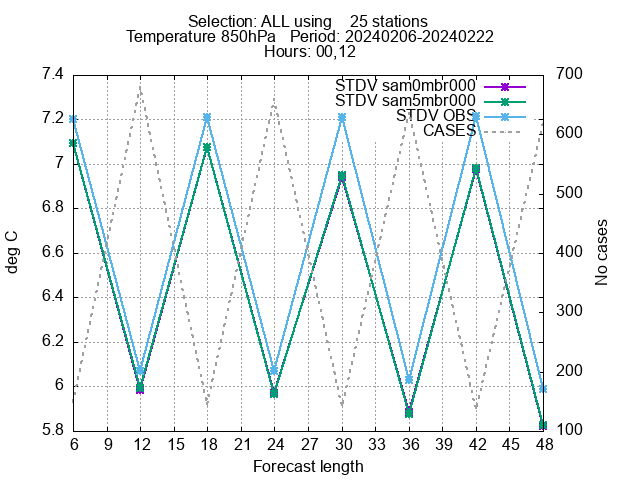 Selection: ALL using 25 stations
Temperature 850hPa Period: 20240206-20240222
Hours: 00,12
7.4
7.2
7
6.8
6.6
6.4
6.2
6
5.8
deg C
STDV sam0mbr000
STDV sam5mbr000
STDV OBS
CASES
700
600
500
400
300
200
100
No cases
6 9 12 15 18 21 24 27 30 33 36 39 42 45 48
Forecast length